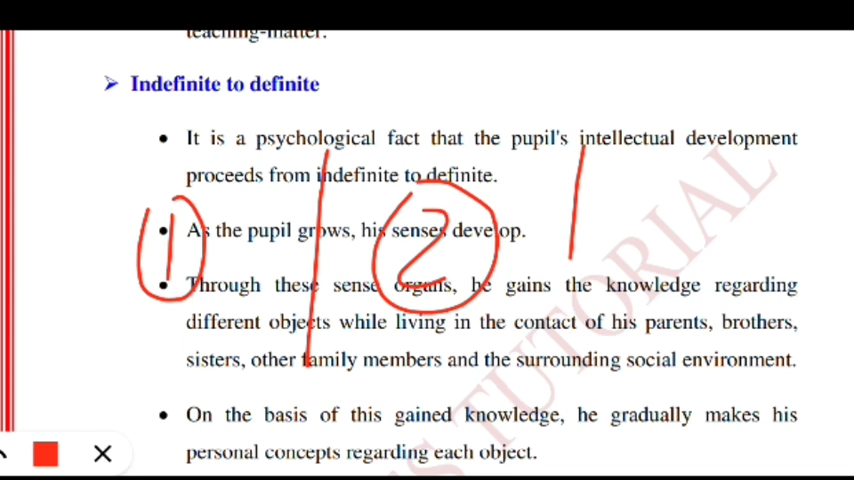 teaching-matter.
➤ Indefinite to definite
• It is a psychological fact that the pupil's intellectual development
proceeds from indefinite to definite.
• As the pupil grows, his senses develop.
• Through these sense organs, he gains the knowledge regarding
different objects while living in the contact of his parents, brothers,
sisters, other family members and the surrounding social environment.
• On the basis of this gained knowledge, he gradually makes his
personal concepts regarding each object.
1
2
TUTORIAL